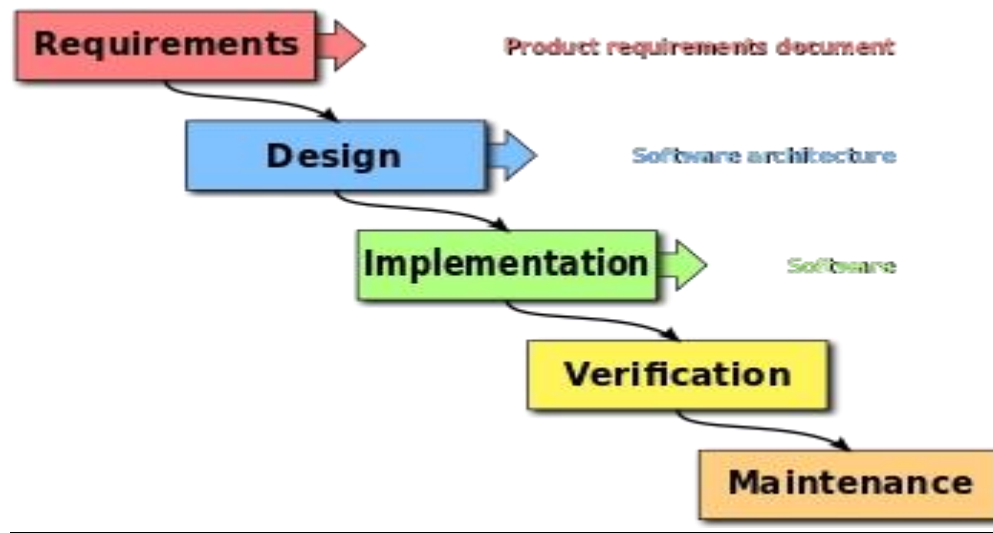 Requirements
Product requirements document
Design
Software architecture
Implementation
Software
Verification
Maintenance